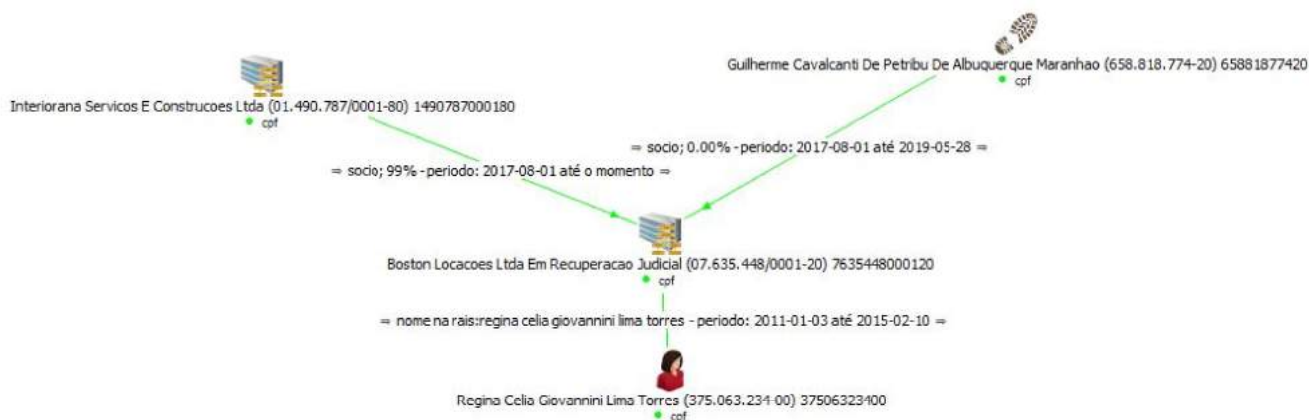 Guilherme Cavalcanti De Petribu De Albuquerque Maranhao (658.818.774-20) 65881877420
cpf
Interiorana Servicos E Construcoes Ltda (01.490.787/0001-80) 1490787000180
cpf
⇒ socio; 0.00% - periodo: 2017-08-01 até 2019-05-28 ⇒
⇒ socio; 99% - periodo: 2017-08-01 até o momento ⇒
Boston Locacoes Ltda Em Recuperacao Judicial (07.635.448/0001-20) 7635448000120
cpf
⇒ nome na rais:regina celia giovannini lima torres - periodo: 2011-01-03 até 2015-02-10 ⇒
Regina Celia Giovannini Lima Torres (375.063.234-00) 37506323400
cpf